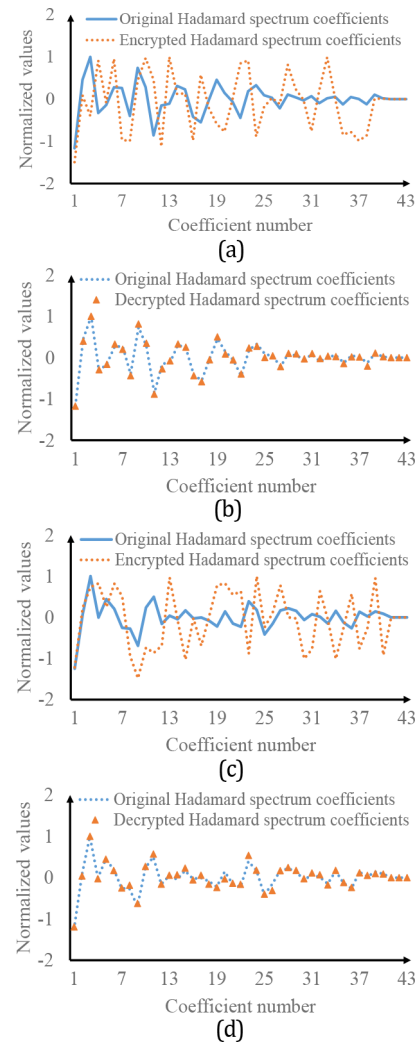 2
Original Hadamard spectrum coefficients
Encrypted Hadamard spectrum coefficients
1
0
-1
-2
Normalized values
1 7 13 19 25 31 37 43
Coefficient number
(a)
2
Original Hadamard spectrum coefficients
Decrypted Hadamard spectrum coefficients
1
0
-1
-2
Normalized values
1 7 13 19 25 31 37 43
Coefficient number
(b)
2
Original Hadamard spectrum coefficients
Encrypted Hadamard spectrum coefficients
1
0
-1
-2
Normalized values
1 7 13 19 25 31 37 43
Coefficient number
(c)
2
Original Hadamard spectrum coefficients
Decrypted Hadamard spectrum coefficients
1
0
-1
-2
Normalized values
1 7 13 19 25 31 37 43
Coefficient number
(d)